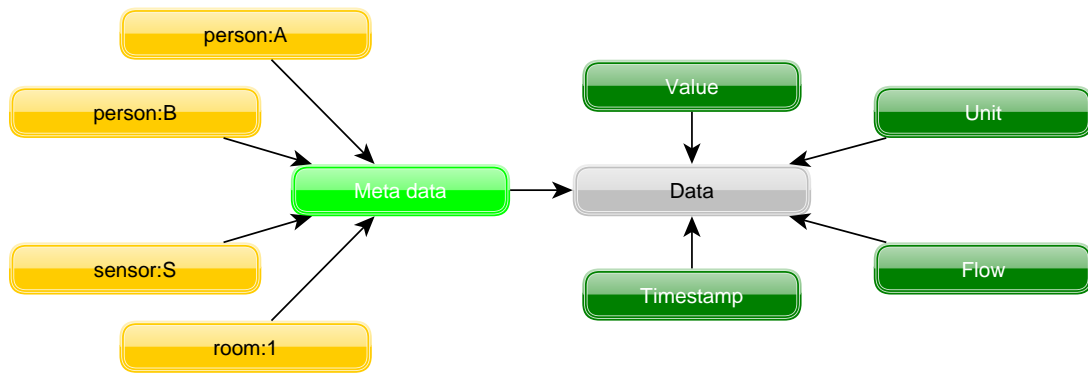 person:A
person:B
Meta data
sensor:S
room:1
Value
Unit
Data
Timestamp
Flow